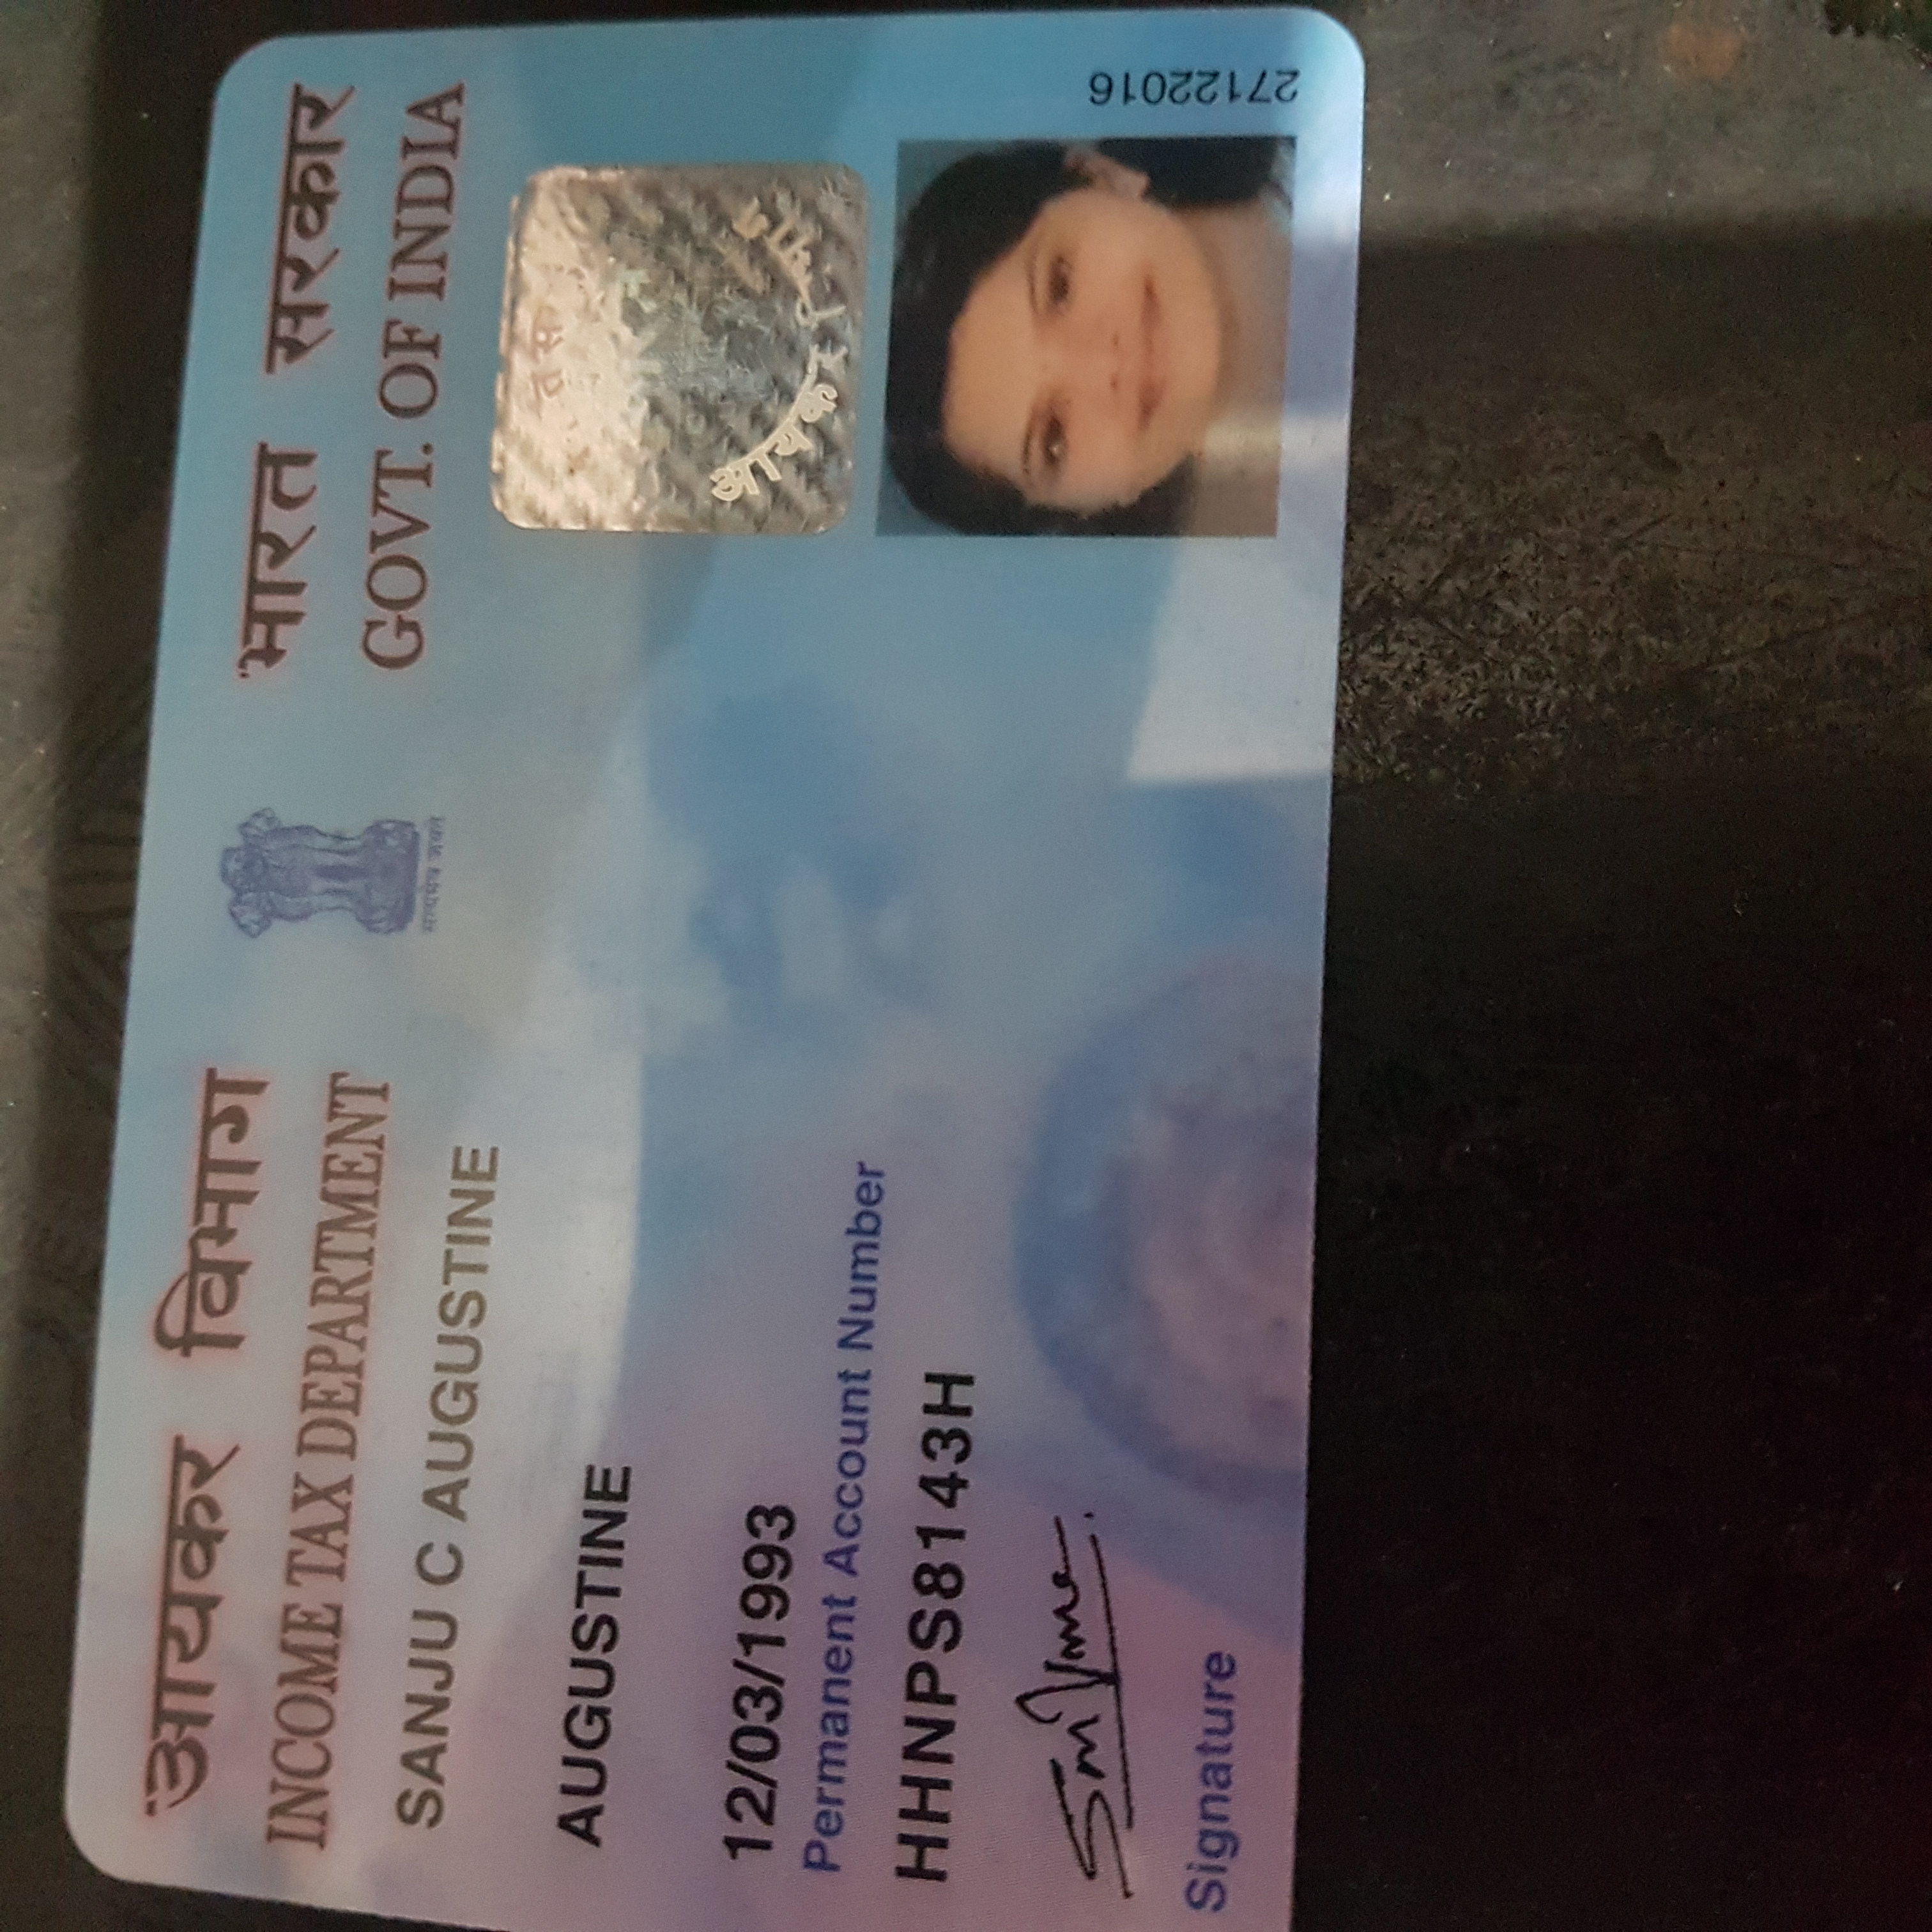 आयकर विभाग
INCOME TAX DEPARTMENT
भारत सरकार
GOVT. OF INDIA
सत्यमेव जयते
SANJU C AUGUSTINE
AUGUSTINE
12/03/1993
Permanent Account Number
HHNPS8143H
Signature
आयकर
27122016